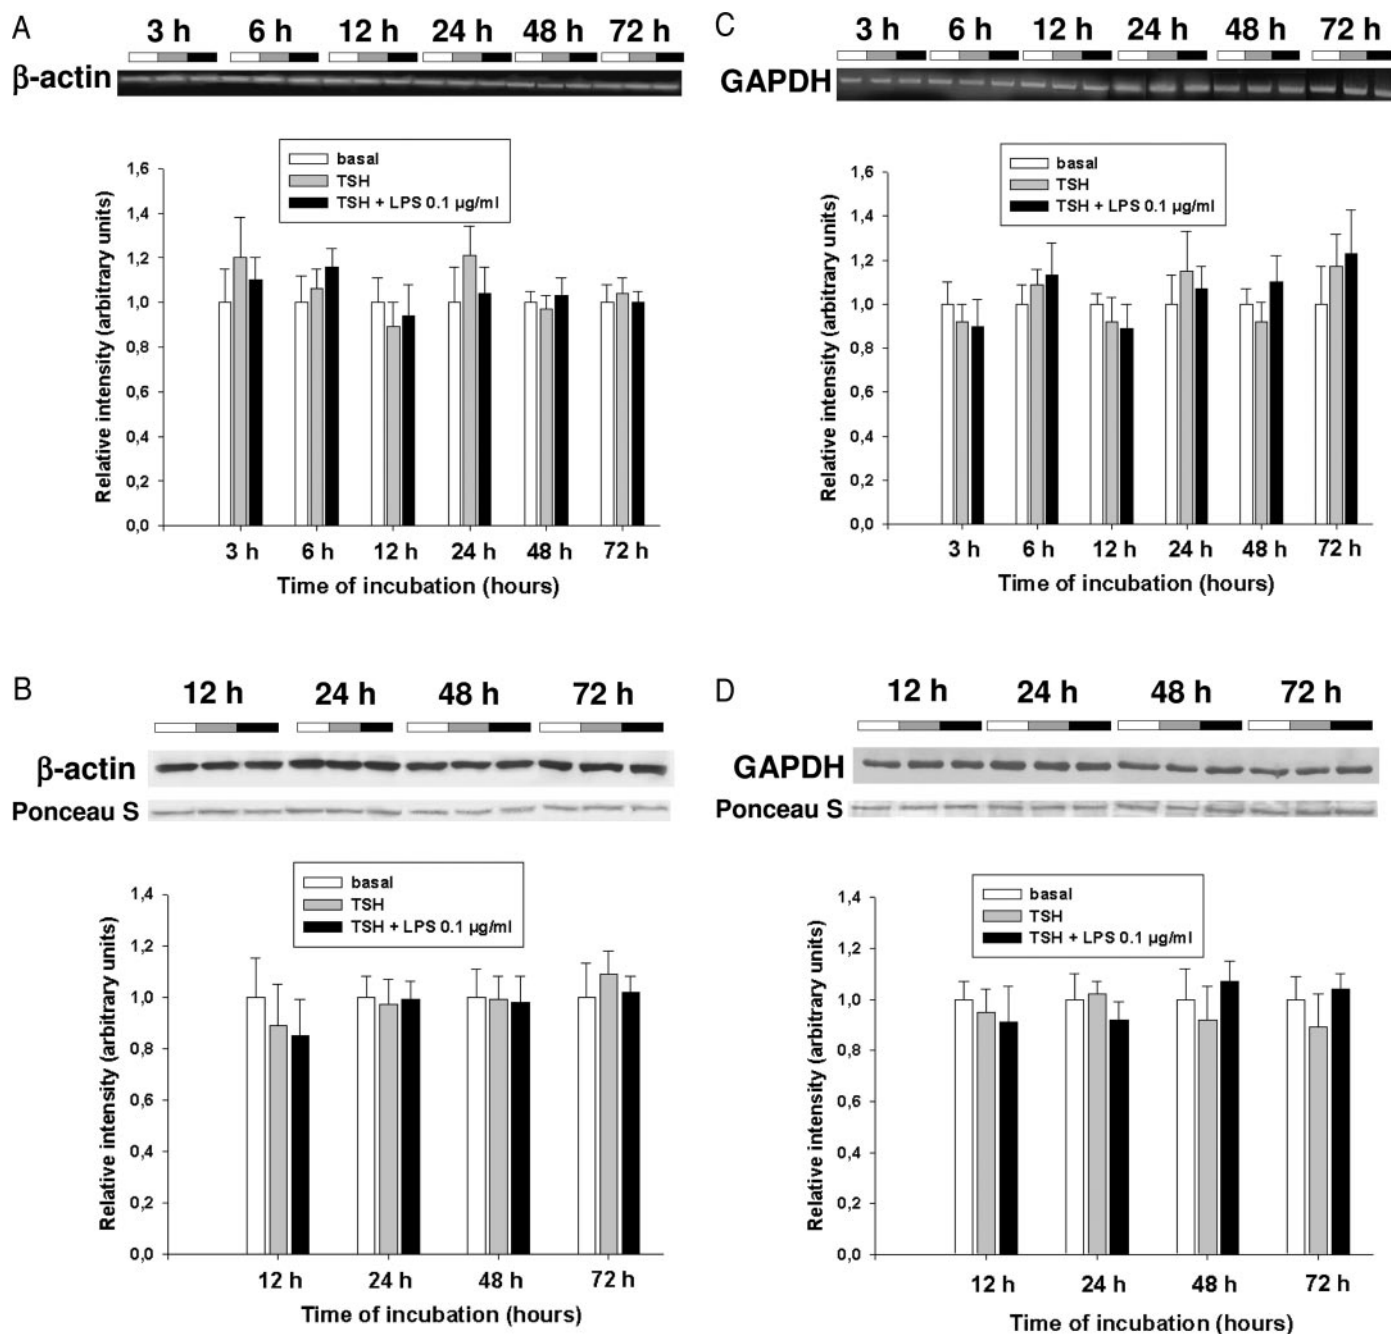 A
3 h 6 h 12 h 24 h 48 h 72 h
β-actin
basal
TSH
TSH + LPS 0.1 µg/ml
Relative intensity (arbitrary units)
1,6
1,4
1,2
1,0
0,8
0,6
0,4
0,2
0,0
3 h 6 h 12 h 24 h 48 h 72 h
Time of incubation (hours)
C
3 h 6 h 12 h 24 h 48 h 72 h
GAPDH
basal
TSH
TSH + LPS 0.1 µg/ml
Relative intensity (arbitrary units)
1,6
1,4
1,2
1,0
0,8
0,6
0,4
0,2
0,0
3 h 6 h 12 h 24 h 48 h 72 h
Time of incubation (hours)
B
12 h 24 h 48 h 72 h
β-actin
Ponceau S
basal
TSH
TSH + LPS 0.1 µg/ml
Relative intensity (arbitrary units)
1,4
1,2
1,0
0,8
0,6
0,4
0,2
0,0
12 h 24 h 48 h 72 h
Time of incubation (hours)
D
12 h 24 h 48 h 72 h
GAPDH
Ponceau S
basal
TSH
TSH + LPS 0.1 µg/ml
Relative intensity (arbitrary units)
1,4
1,2
1,0
0,8
0,6
0,4
0,2
0,0
12 h 24 h 48 h 72 h
Time of incubation (hours)